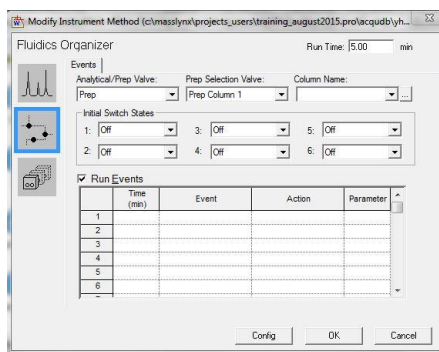 Modify Instrument Method (c:\masslynx\projects_users\training_august2015.pro\acqudb\yh...
Fluidics Organizer
Run Time: 5.00 min
Events
Analytical/Prep Valve: Prep Selection Valve: Column Name:
Prep Prep Column 1 ...
Initial Switch States
1: Off 3: Off 5: Off
2: Off 4: Off 6: Off
Run Events
Time (min) Event Action Parameter
1
2
3
4
5
6
Config OK Cancel